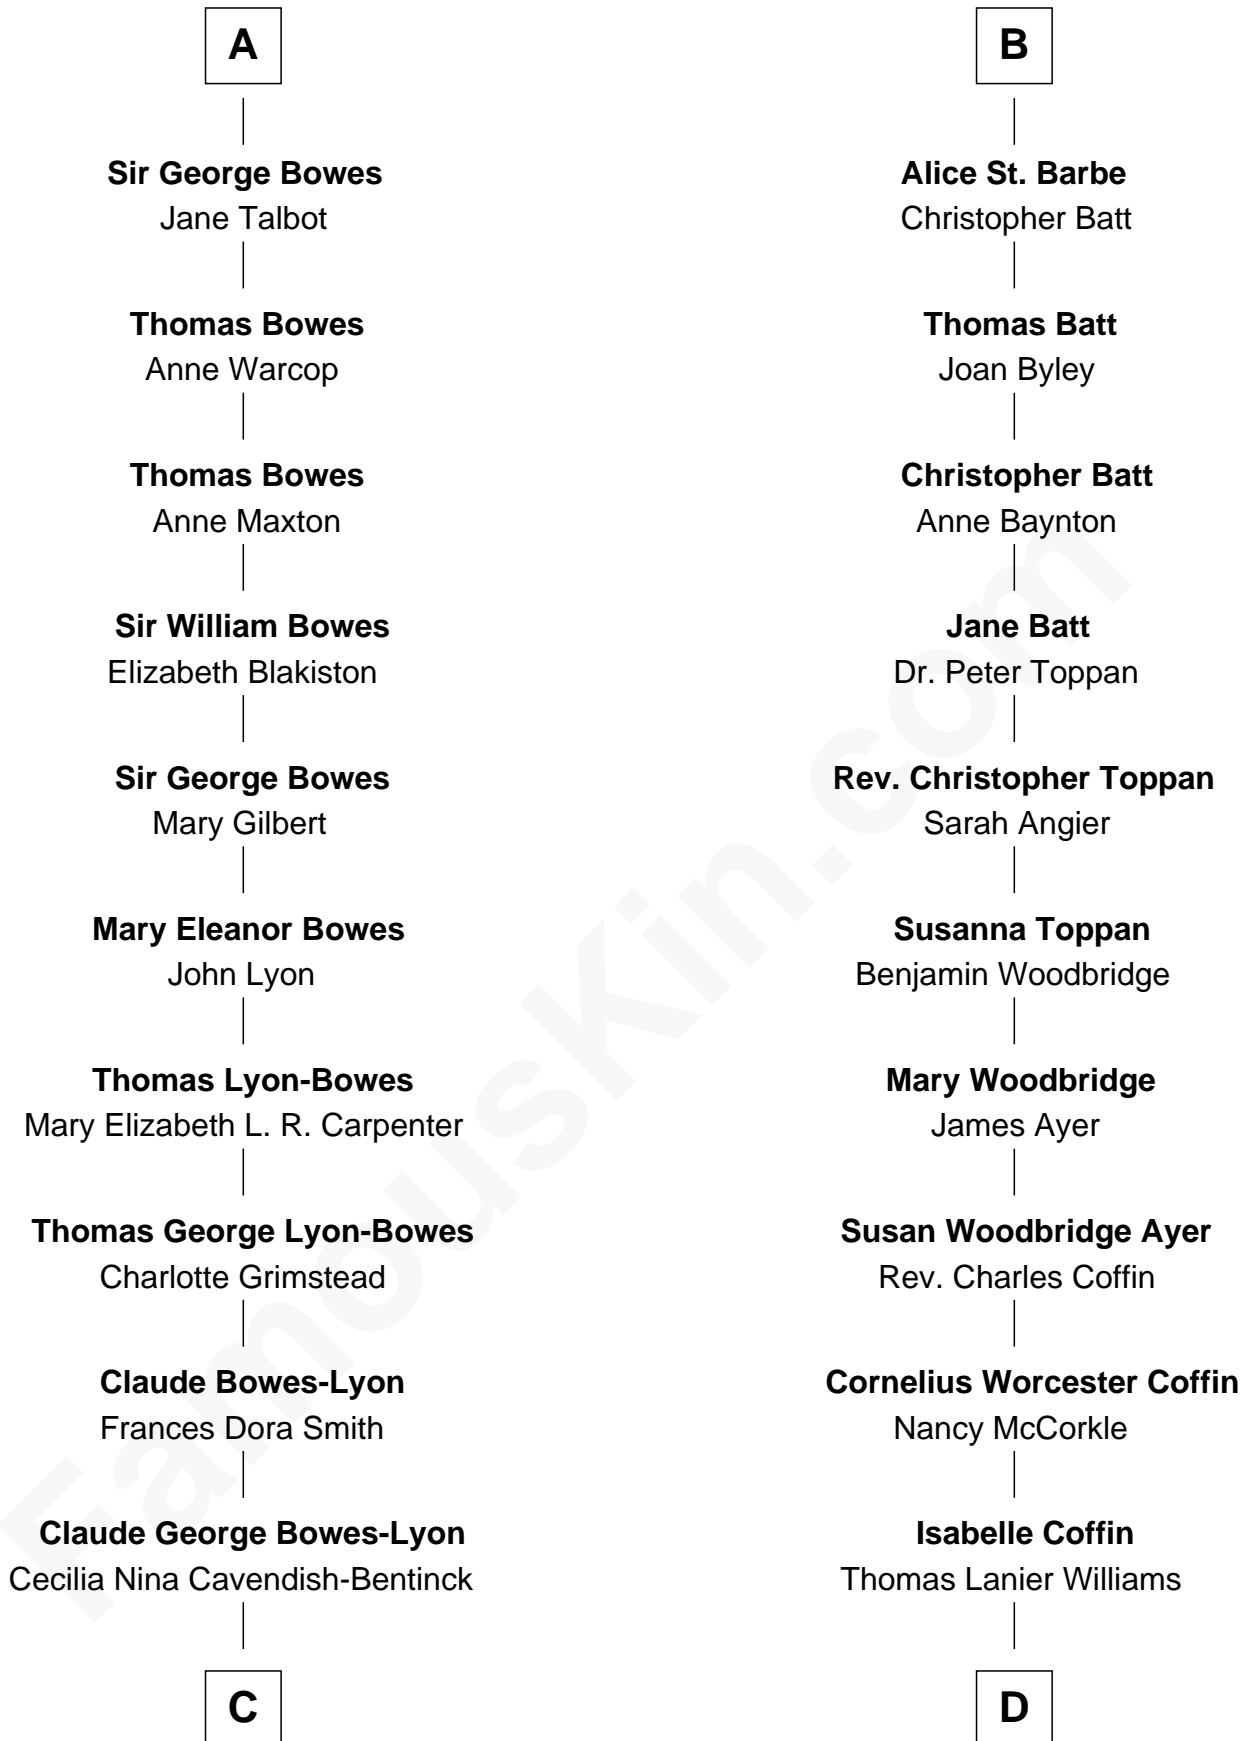 A
Sir George Bowes
Jane Talbot
Thomas Bowes
Anne Warcop
Thomas Bowes
Anne Maxton
Sir William Bowes
Elizabeth Blakiston
Sir George Bowes
Mary Gilbert
Mary Eleanor Bowes
John Lyon
Thomas Lyon-Bowes
Mary Elizabeth L. R. Carpenter
Thomas George Lyon-Bowes
Charlotte Grimstead
Claude Bowes-Lyon
Frances Dora Smith
Claude George Bowes-Lyon
Cecilia Nina Cavendish-Bentinck
C
B
Alice St. Barbe
Christopher Batt
Thomas Batt
Joan Byley
Christopher Batt
Anne Baynton
Jane Batt
Dr. Peter Toppan
Rev. Christopher Toppan
Sarah Angier
Susanna Toppan
Benjamin Woodbridge
Mary Woodbridge
James Ayer
Susan Woodbridge Ayer
Rev. Charles Coffin
Cornelius Worcester Coffin
Nancy McCorkle
Isabelle Coffin
Thomas Lanier Williams
D
FamousKin.com